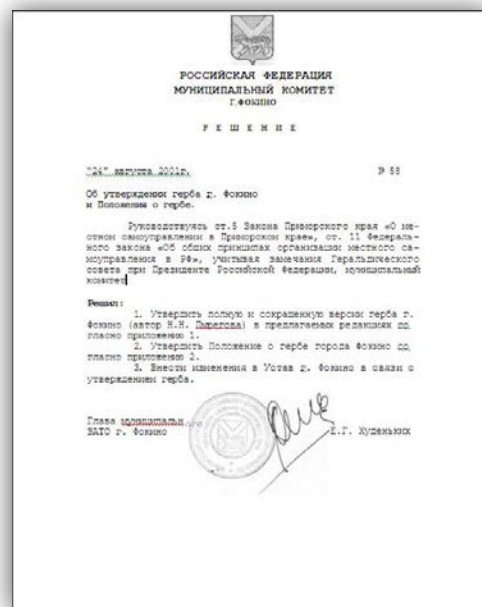 РОССИЙСКАЯ ФЕДЕРАЦИЯ
МУНИЦИПАЛЬНЫЙ КОМИТЕТ
Г.ФОКИНО
Р Е Ш Е Н И Е
"24" августа 2001г. № 58
Об утверждении герба г. Фокино
и Положения о гербе.
Руководствуясь ст.5 Закона Приморского края «О ме-
стном самоуправлении в Приморском крае», ст. 11 Федераль-
ного закона «Об общих принципах организации местного са-
моуправления в РФ», учитывая замечания Геральдического
совета при Президенте Российской Федерации, муниципальный
комитет
Решил:
1. Утвердить полную и сокращенную версии герба г.
Фокино (автор Н.Н. в предлагаемых редакциях со
гласно приложению 1.
2. Утвердить Положение о гербе города Фокино со
гласно приложению 2.
3. Внести изменения в Устав г. Фокино в связи с
утверждением герба.
Глава муниципальн
ЗАТО г. Фокино Е.Г. Худеньких